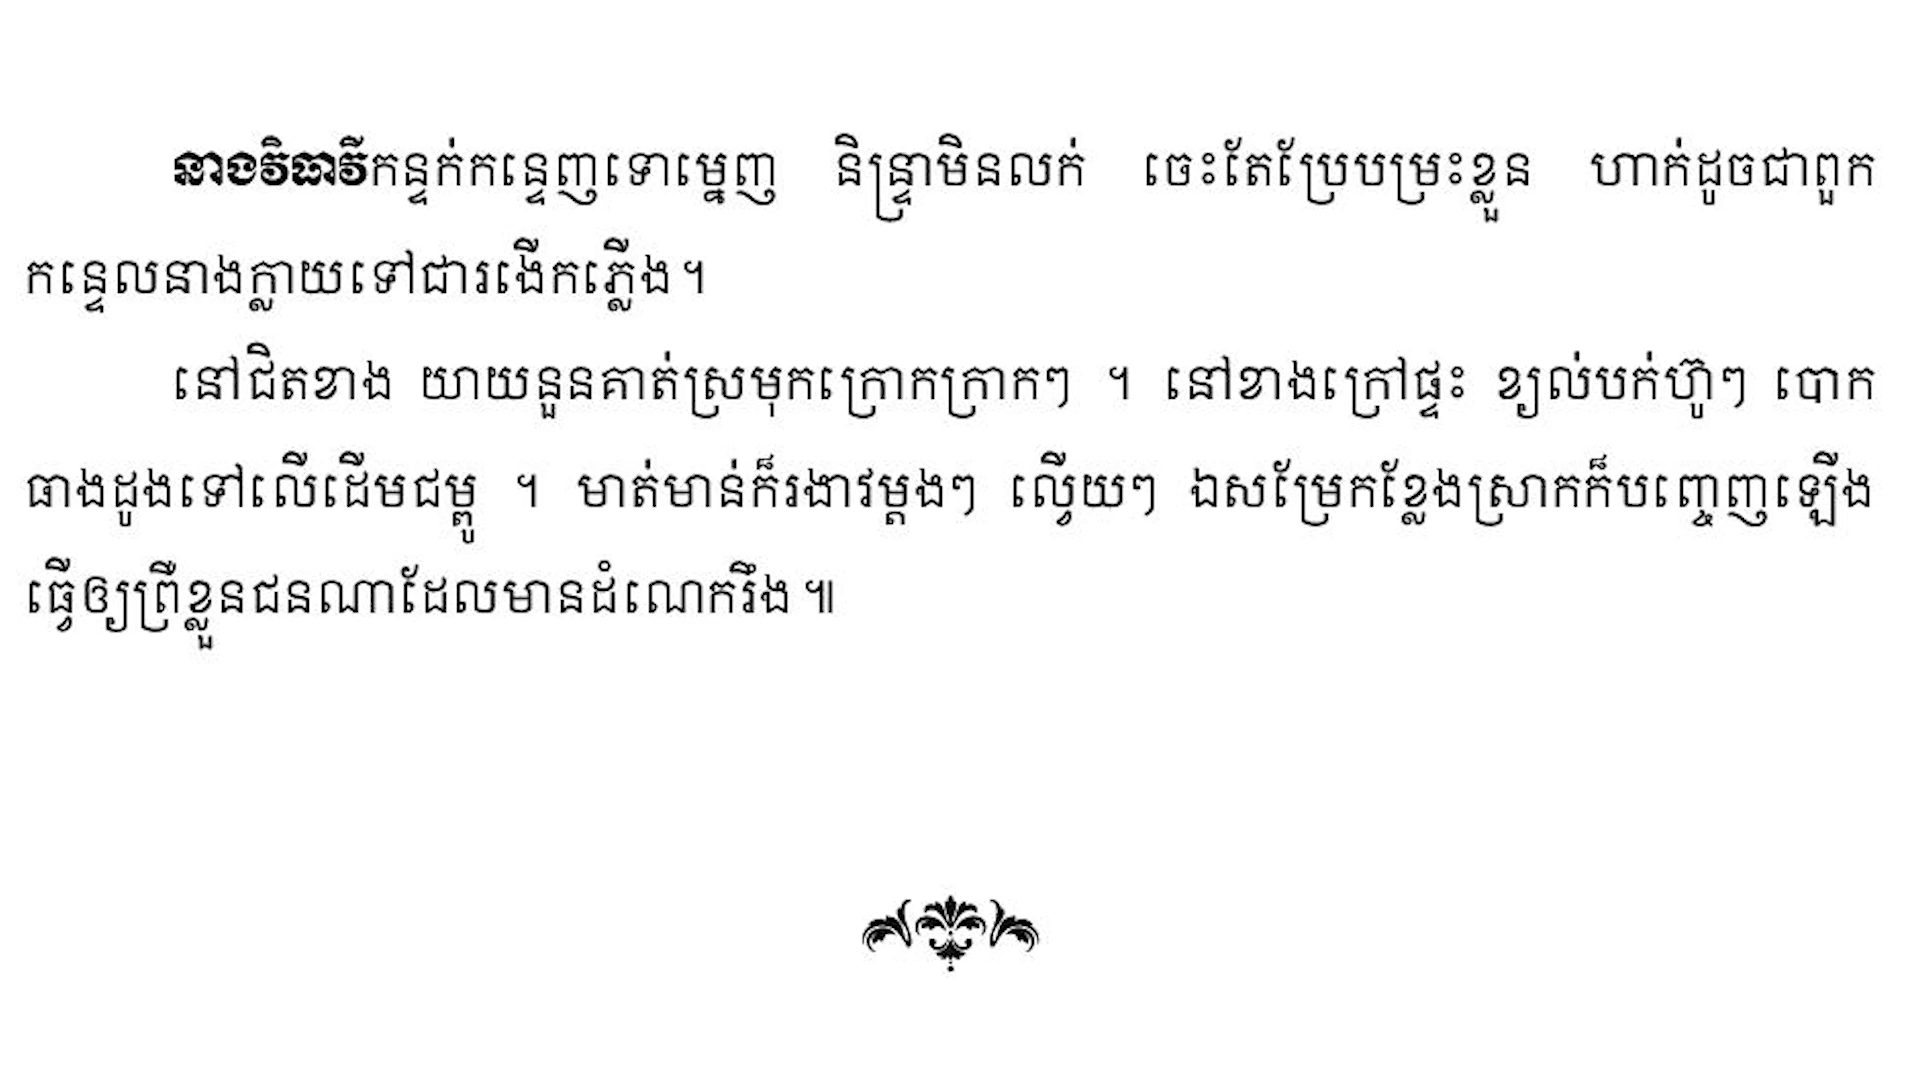 នាងវិធាវីកន្ទក់កន្ទេញទោម្នេញ និន្ទ្រាមិនលក់ ចេះតែប្រែបម្រះខ្លួន ហាក់ដូចជាពួក
កន្ទេលនាងក្លាយទៅជារងើកភ្លើង។
នៅជិតខាង យាយនួនគាត់ស្រមុកក្រោកក្រាកៗ ។ នៅខាងក្រៅផ្ទះ ខ្យល់បក់ហ៊ូៗ បោក
ធាងដូងទៅលើដើមជម្ពូ ។ មាត់មាន់ក៏រងាវម្ដងៗ ល្វើយៗ ឯសម្រែកខ្លែងស្រាកក៏បញ្ចេញឡើង
ធ្វើឲ្យព្រឺខ្លួនជនណាដែលមានដំណេករឹង៕